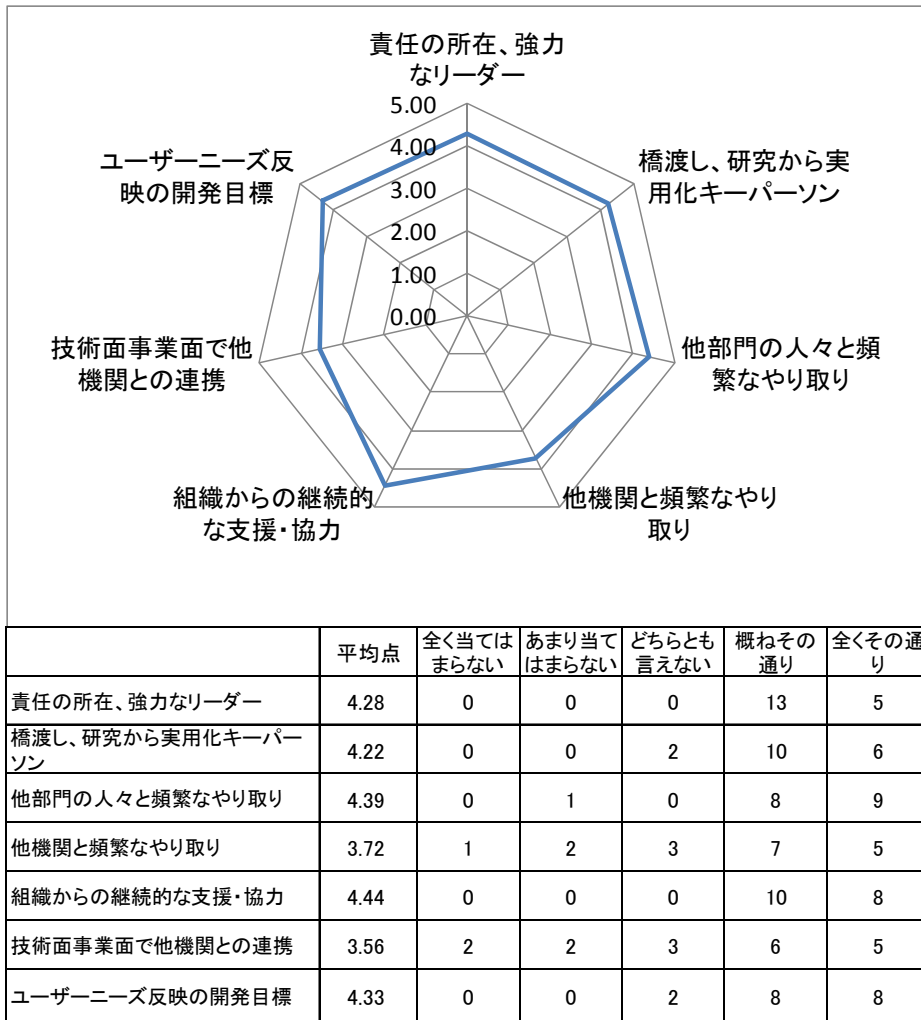 責任の所在、強力
なリーダー
5.00
ユーザーニーズ反
映の開発目標
4.00
橋渡し、研究から実
用化キーパーソン
3.00
2.00
1.00
0.00
技術面事業面で他
機関との連携
他部門の人々と頻
繁なやり取り
組織からの継続的
な支援・協力
他機関と頻繁なやり
取り
平均点 全く当ては あまり当て どちらとも 概ねその 全くその通
まらない はまらない 言えない 通り り
責任の所在、強力なリーダー 4.28 0 0 0 13 5
橋渡し、研究から実用化キーパー
ソン 4.22 0 0 2 10 6
他部門の人々と頻繁なやり取り 4.39 0 1 0 8 9
他機関と頻繁なやり取り 3.72 1 2 3 7 5
組織からの継続的な支援・協力 4.44 0 0 0 10 8
技術面事業面で他機関との連携 3.56 2 2 3 6 5
ユーザーニーズ反映の開発目標 4.33 0 0 2 8 8